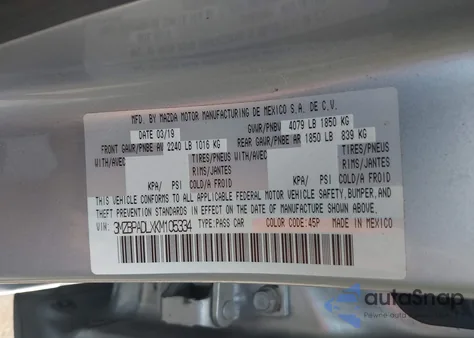 MFD. BY MAZDA MOTOR MANUFACTURING DE MEXICO S.A. DE C.V.
DATE 03/19 GVWR/PNBV 4079 LB 1850 KG
FRONT GAWR/PNBE AV 2240 LB 1016 KG REAR GAWR/PNBE AR 1850 LB 839 KG
WITH/AVEC TIRES/PNEUS WITH/AVEC TIRES/PNEUS
RIMS/JANTES RIMS/JANTES
KPA/ PSI COLD/A FROID KPA/ PSI COLD/A FROID
THIS VEHICLE CONFORMS TO ALL APPLICABLE FEDERAL MOTOR VEHICLE SAFETY, BUMPER, AND
THEFT PREVENTION STANDARDS IN EFFECT ON THE DATE OF MANUFACTURE SHOWN ABOVE.
VIN: 3MZBPADLXKM105334 TYPE:PASS CAR COLOR CODE:45P MADE IN MEXICO
autoSnap